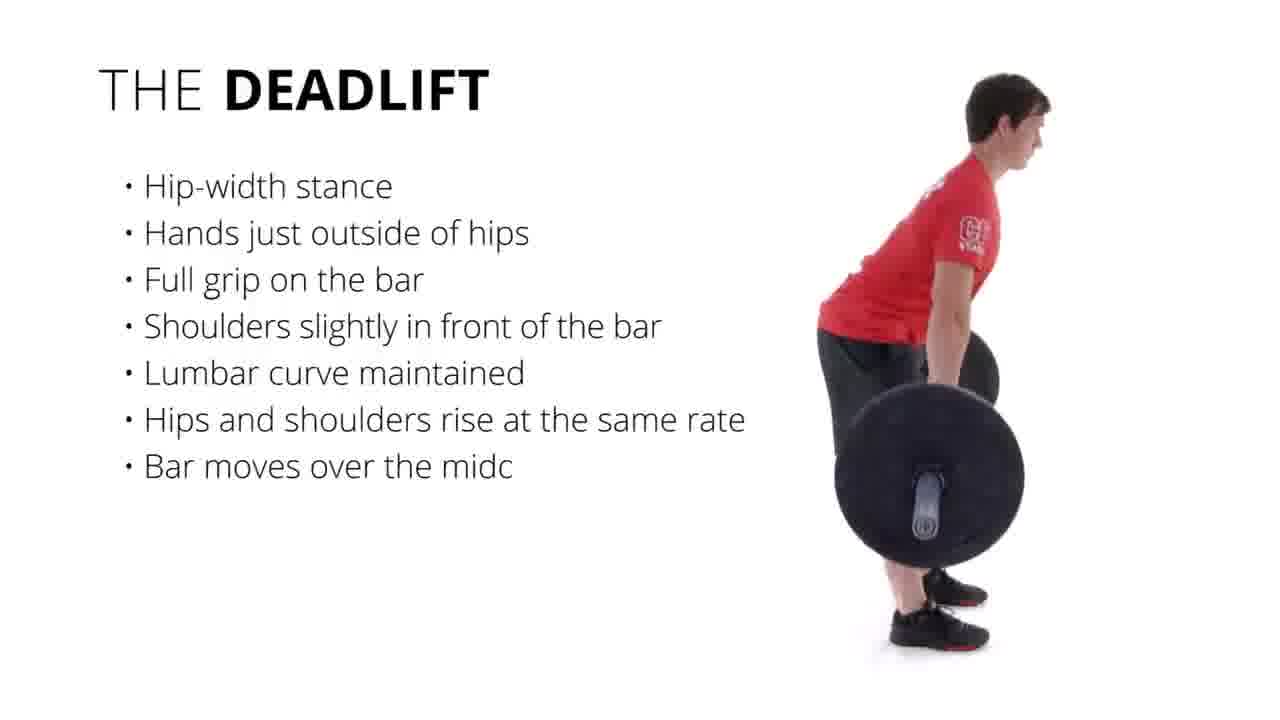 THE DEADLIFT
• Hip-width stance
• Hands just outside of hips
• Full grip on the bar
• Shoulders slightly in front of the bar
• Lumbar curve maintained
• Hips and shoulders rise at the same rate
• Bar moves over the midc